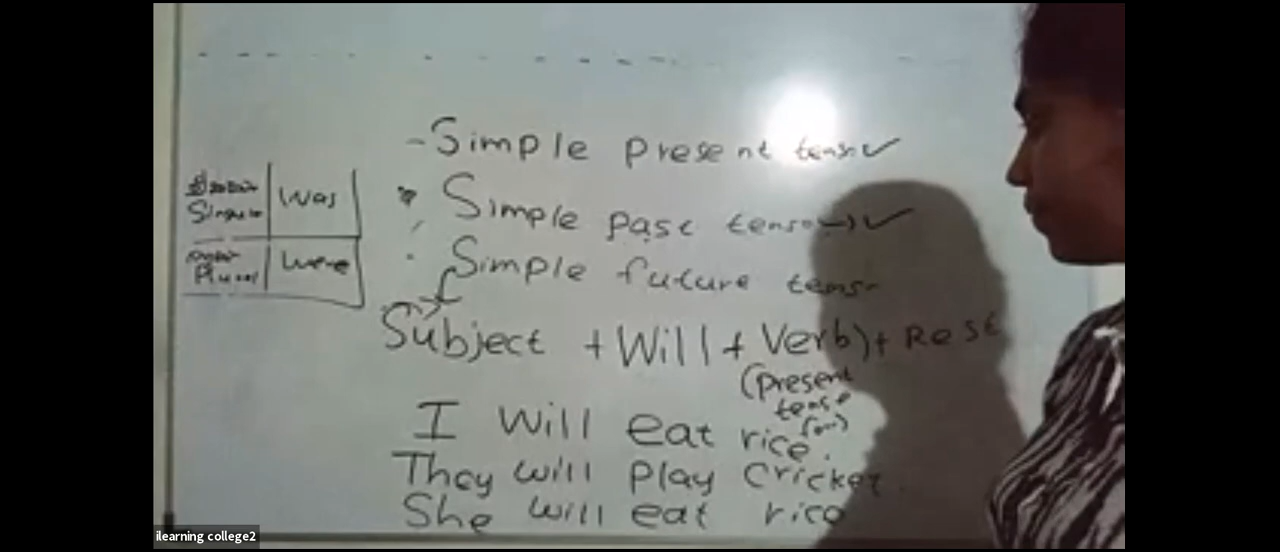 - Simple present tense ✓
Singular | Was
Plural | Were
Simple past tense ✓
Simple future tense
Subject + Will + Verb) + Rest
(present
tense
form)
I will eat rice.
They will play cricket.
She will eat rice
ilearning college2